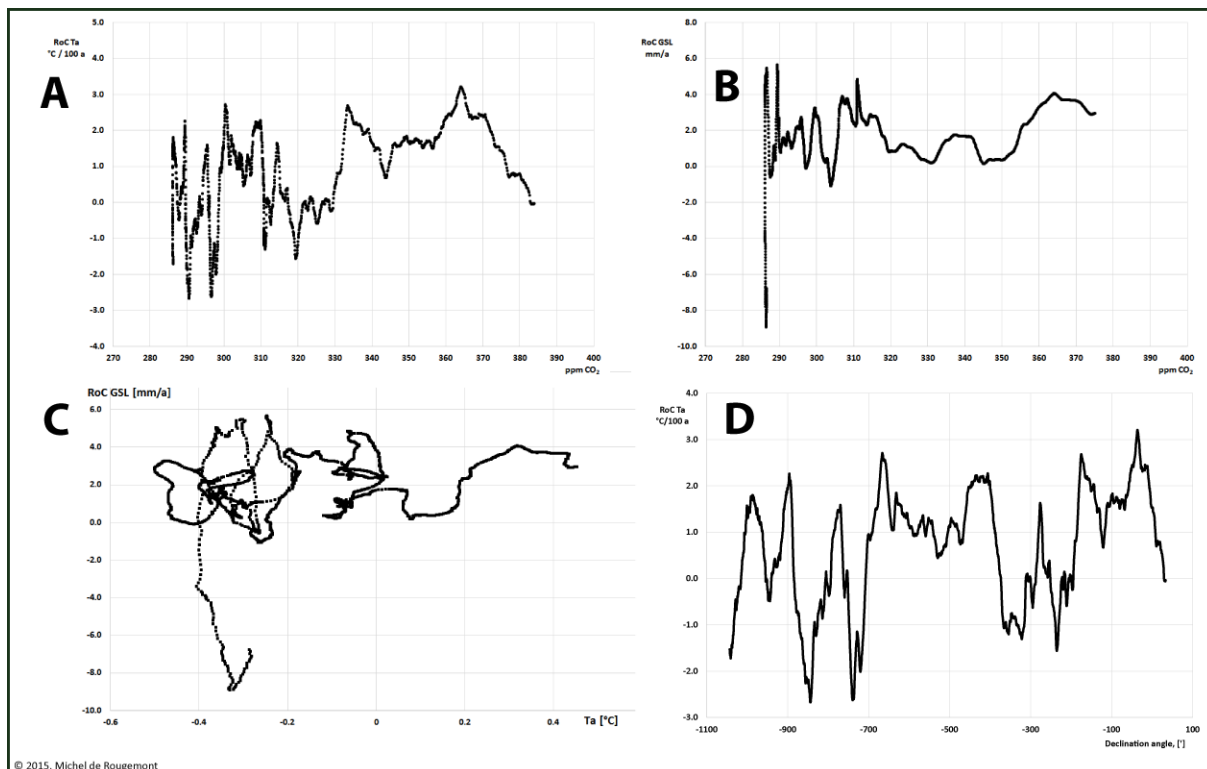 A
RoC Ta
°C / 100 a
5.0
4.0
3.0
2.0
1.0
0.0
-1.0
-2.0
-3.0
-4.0
270 280 290 300 310 320 330 340 350 360 370 380 390 400
ppm CO₂
B
RoC GSL
mm/a
8.0
6.0
4.0
2.0
0.0
-2.0
-4.0
-6.0
-8.0
-10.0
270 280 290 300 310 320 330 340 350 360 370 380 390 400
ppm CO₂
C
RoC GSL [mm/a]
6.0
4.0
2.0
0.0
-2.0
-4.0
-6.0
-8.0
-10.0
-0.6 -0.4 -0.2 0 0.2 0.4
Ta [°C]
D
RoC Ta
°C/100 a
4.0
3.0
2.0
1.0
0.0
-1.0
-2.0
-3.0
-1100 -900 -700 -500 -300 -100 100
Declination angle, [']
© 2015, Michel de Rougemont